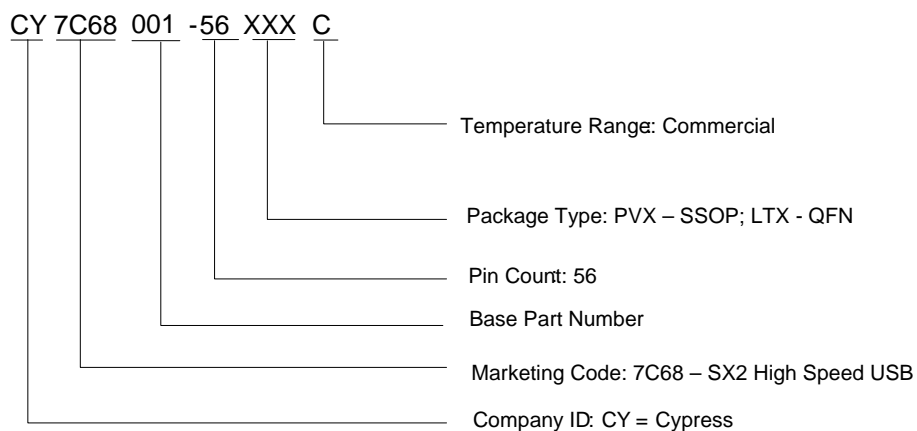 CY 7C68 001 -56 XXX C
Temperature Range: Commercial
Package Type: PVX – SSOP; LTX - QFN
Pin Count: 56
Base Part Number
Marketing Code: 7C68 – SX2 High Speed USB
Company ID: CY = Cypress